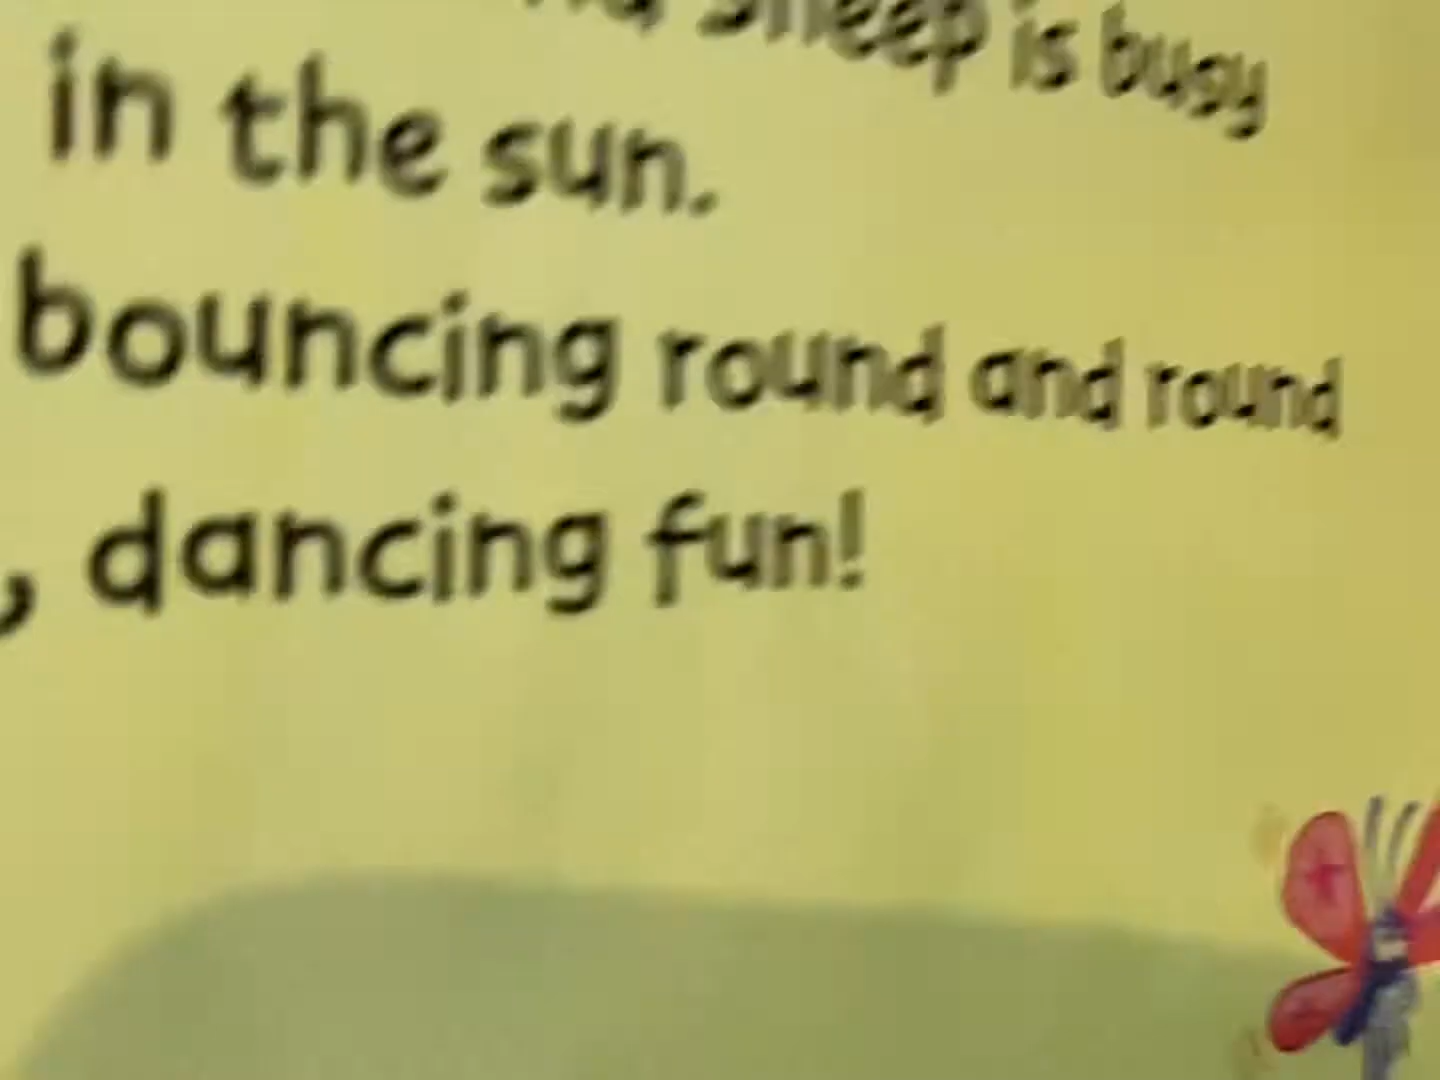 sheep is busy
in the sun.
bouncing round and round
, dancing fun!